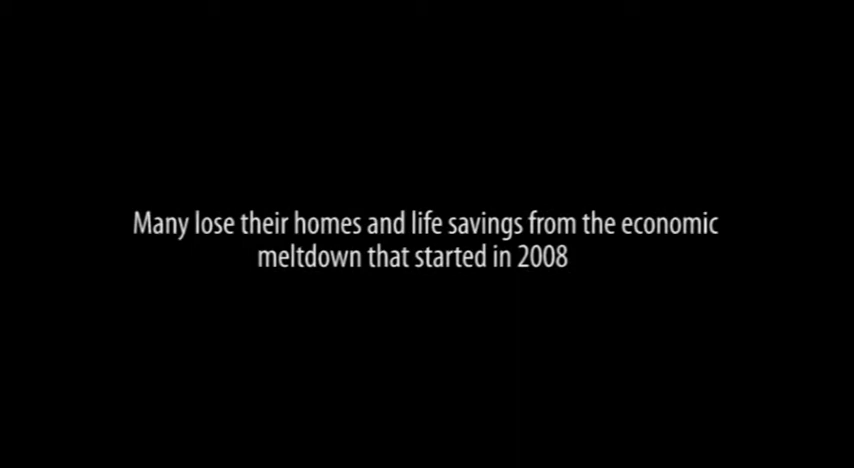 Many lose their homes and life savings from the economic
meltdown that started in 2008